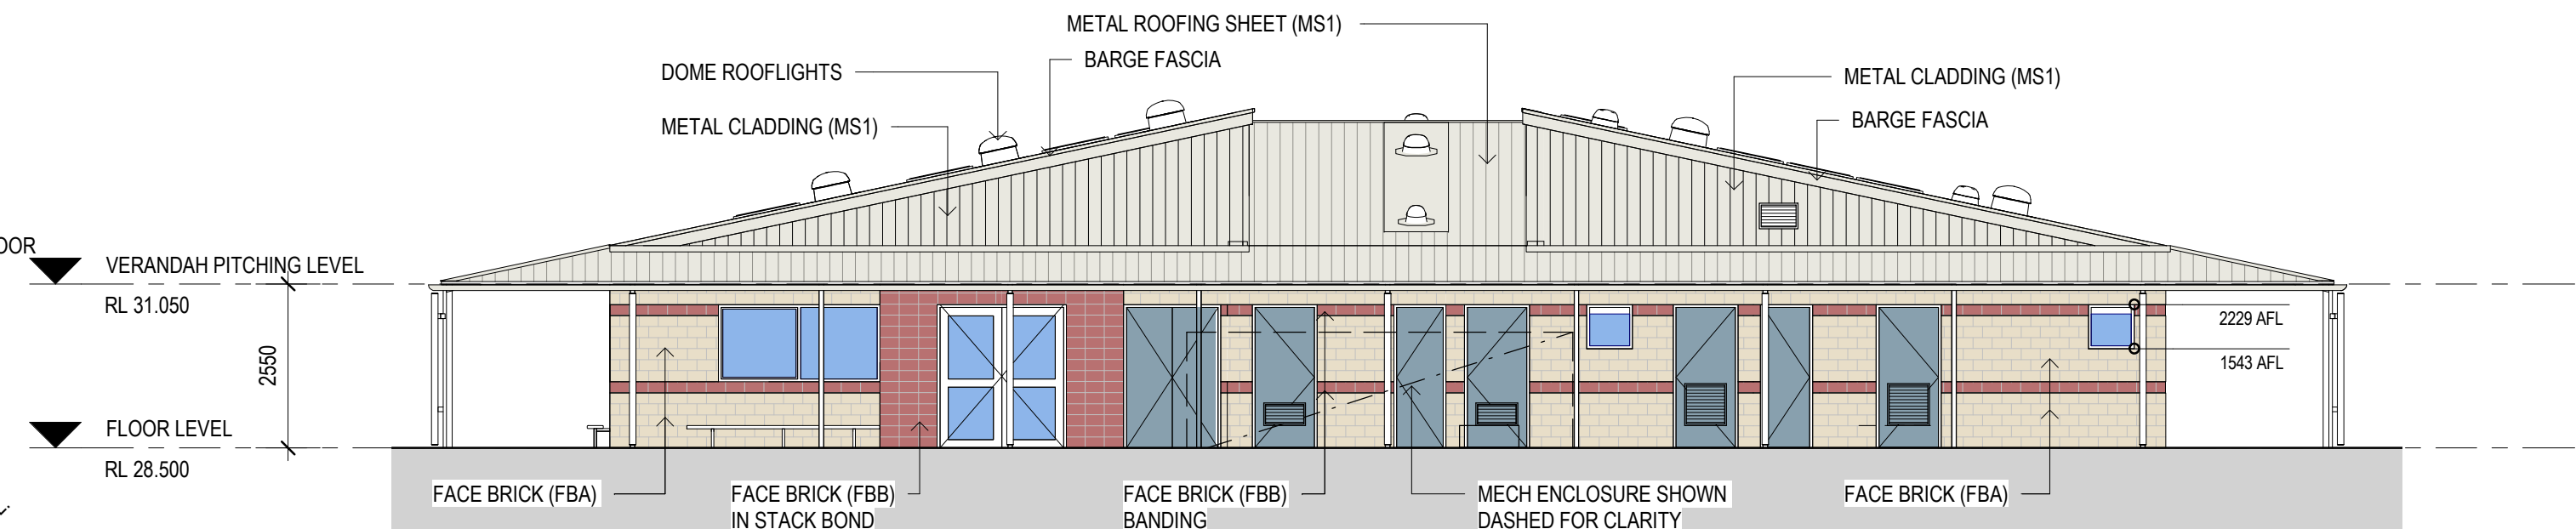 METAL ROOFING SHEET (MS1)
BARGE FASCIA
DOME ROOFLIGHTS
METAL CLADDING (MS1)
METAL CLADDING (MS1)
BARGE FASCIA
OOR
VERANDAH PITCHING LEVEL
RL 31.050
2550
FLOOR LEVEL
RL 28.500
2229 AFL
1543 AFL
FACE BRICK (FBA)
FACE BRICK (FBB)
IN STACK BOND
FACE BRICK (FBB)
BANDING
MECH ENCLOSURE SHOWN
DASHED FOR CLARITY
FACE BRICK (FBA)